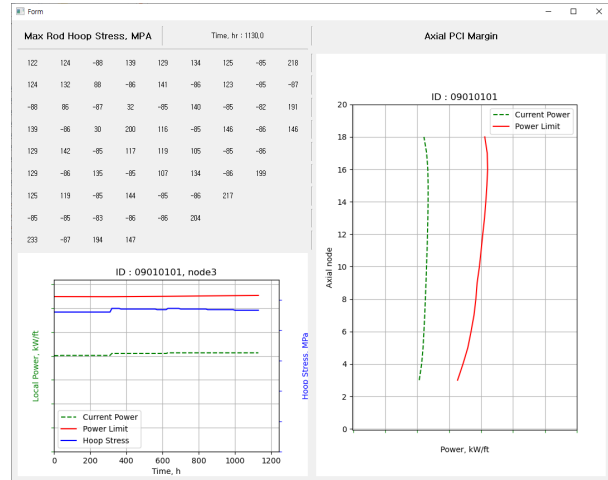 Form
Max Rod Hoop Stress, MPA
Time, hr : 1130,0
Axial PCI Margin
122 124 -88 139 129 134 125 -85 218
124 132 88 -86 141 -86 123 -85 -87
-88 86 -87 32 -85 140 -85 -82 191
139 -86 30 200 116 -85 146 -86 146
129 142 -85 117 119 105 -85 -86
129 -86 135 -85 107 134 -86 199
125 119 -85 144 -85 -86 217
-85 -85 -83 -86 -86 204
233 -87 194 147
ID : 09010101, node3
Local Power, kW/ft
Hoop Stress, MPa
Current Power
Power Limit
Hoop Stress
0 200 400 600 800 1000 1200
Time, h
ID : 09010101
Current Power
Power Limit
20
18
16
14
12
10
8
6
4
2
0
Axial node
Power, kW/ft